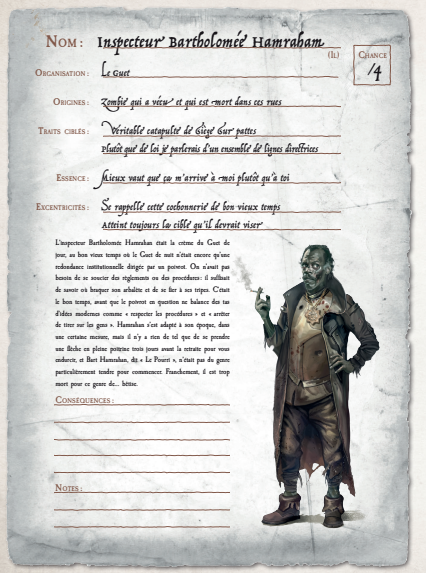 Nom : Inspecteur Bartholomée Hamraham
(h)
Chance
/4
Organisation : Le Guet
Origines : Zombie qui a vécu et qui est mort dans ces rues
Traits ciblés : Véritable catapulte de siège sur pattes
Plutôt que de loi je parlerais d'un ensemble de lignes directrices
Essence : Mieux vaut que ça m'arrive à moi plutôt qu'à toi
Excentricités : Se rappelle cette cochonnerie de bon vieux temps
Atteint toujours la cible qu'il devrait viser
L'inspecteur Bartholomée Hamrahan était la crème du Guet de
jour, au bon vieux temps où le Guet de nuit n'était encore qu'une
redondance institutionnelle dirigée par un poivrot. On n'avait pas
besoin de se soucier des règlements ou des procédures : il suffisait
de savoir où braquer son arbalète et de se fier à ses tripes. C'était
le bon temps, avant que le poivrot en question ne balance des tas
d'idées modernes comme « respecter les procédures » et « arrêter
de tirer sur les gens ». Hamrahan s'est adapté à son époque, dans
une certaine mesure, mais il n'y a rien de tel que de se prendre
une flèche en pleine poitrine trois jours avant la retraite pour vous
endurcir, et Bart Hamrahan, dit « Le Pourri », n'était pas du genre
particulièrement tendre pour commencer. Franchement, il est trop
mort pour ce genre de... bêtise.
Conséquences :
Notes :